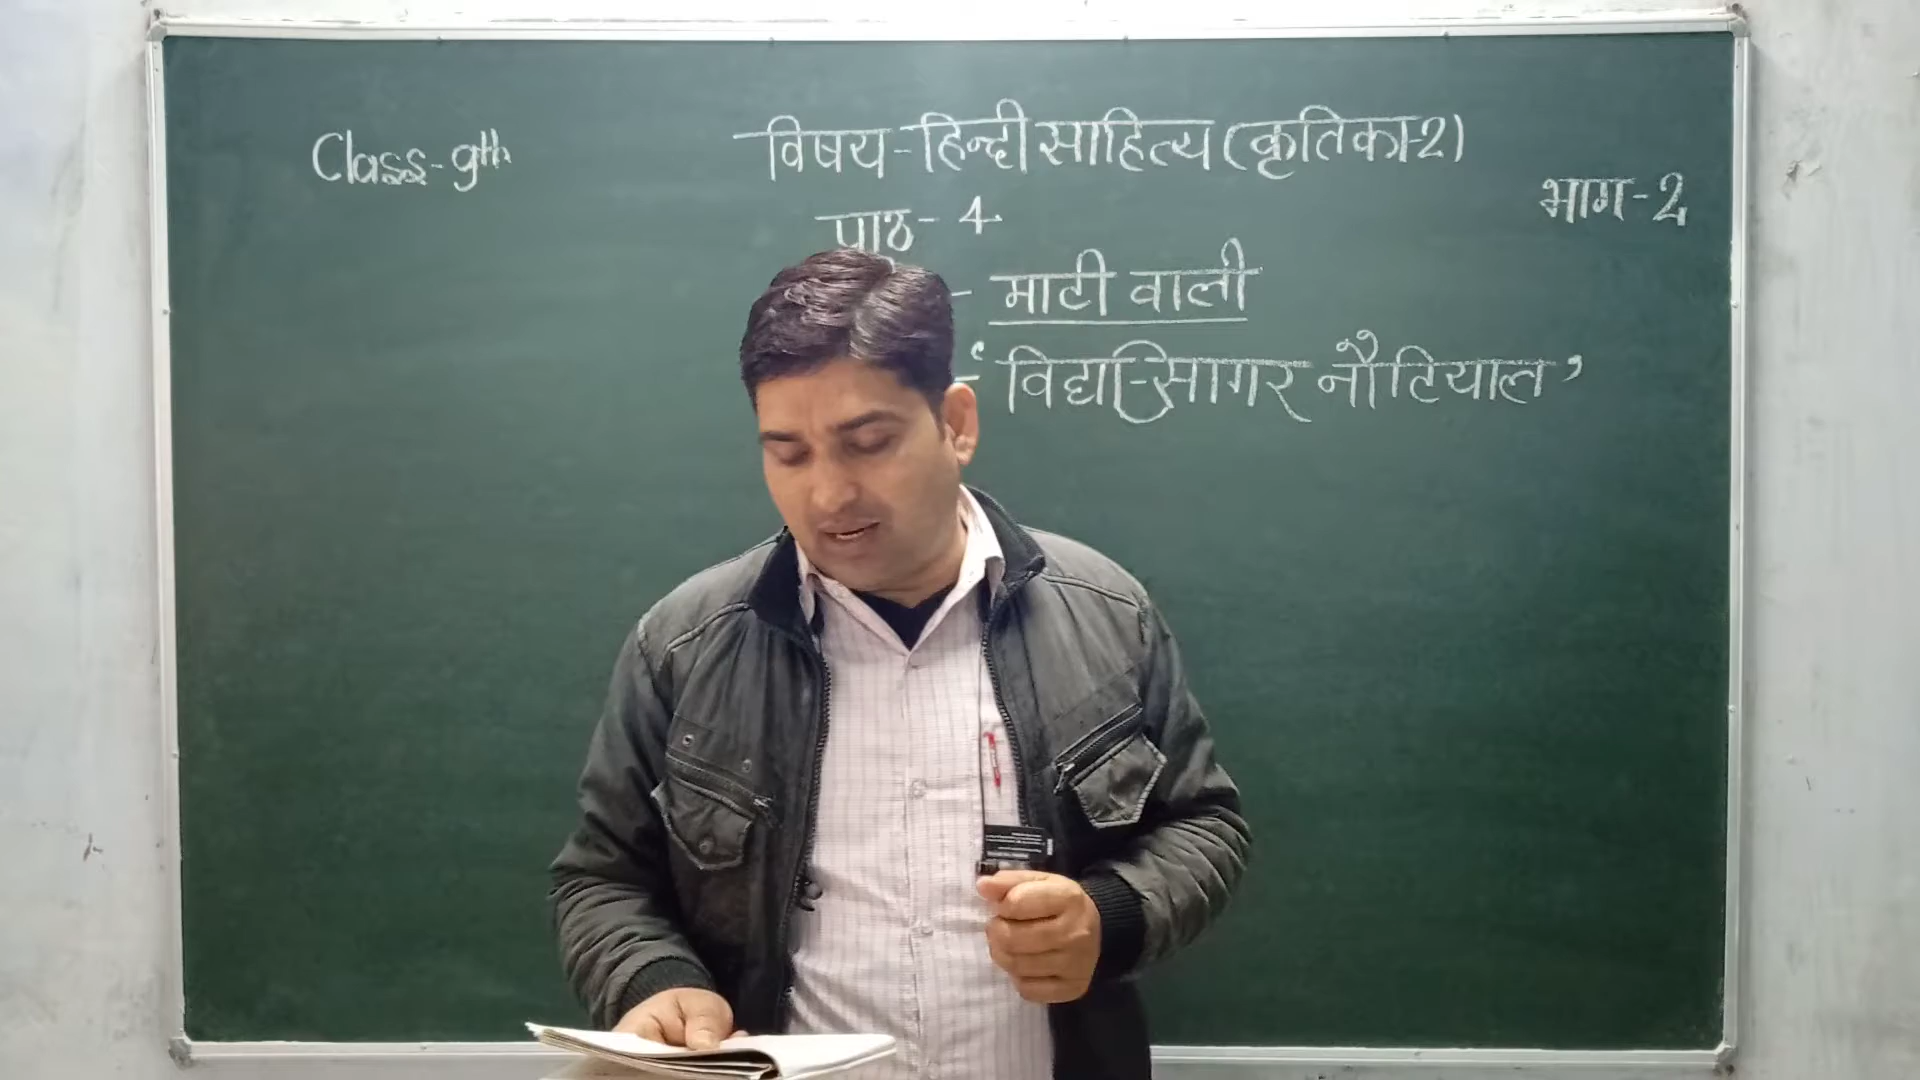 Class-9th
विषय-हिन्दी साहित्य (कृतिका-2)
भाग-2
पाठ-4
- माटी वाली
- ‘विद्या-सागर नौटियाल’